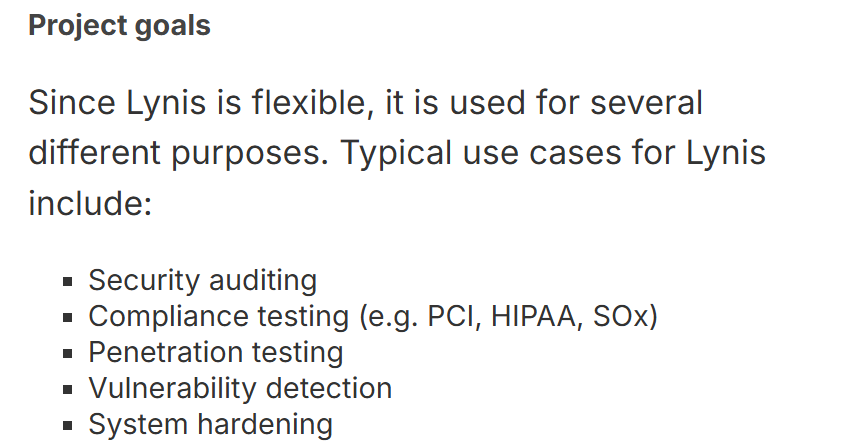 Project goals
Since Lynis is flexible, it is used for several
different purposes. Typical use cases for Lynis
include:
Security auditing
Compliance testing (e.g. PCI, HIPAA, SOx)
Penetration testing
Vulnerability detection
System hardening